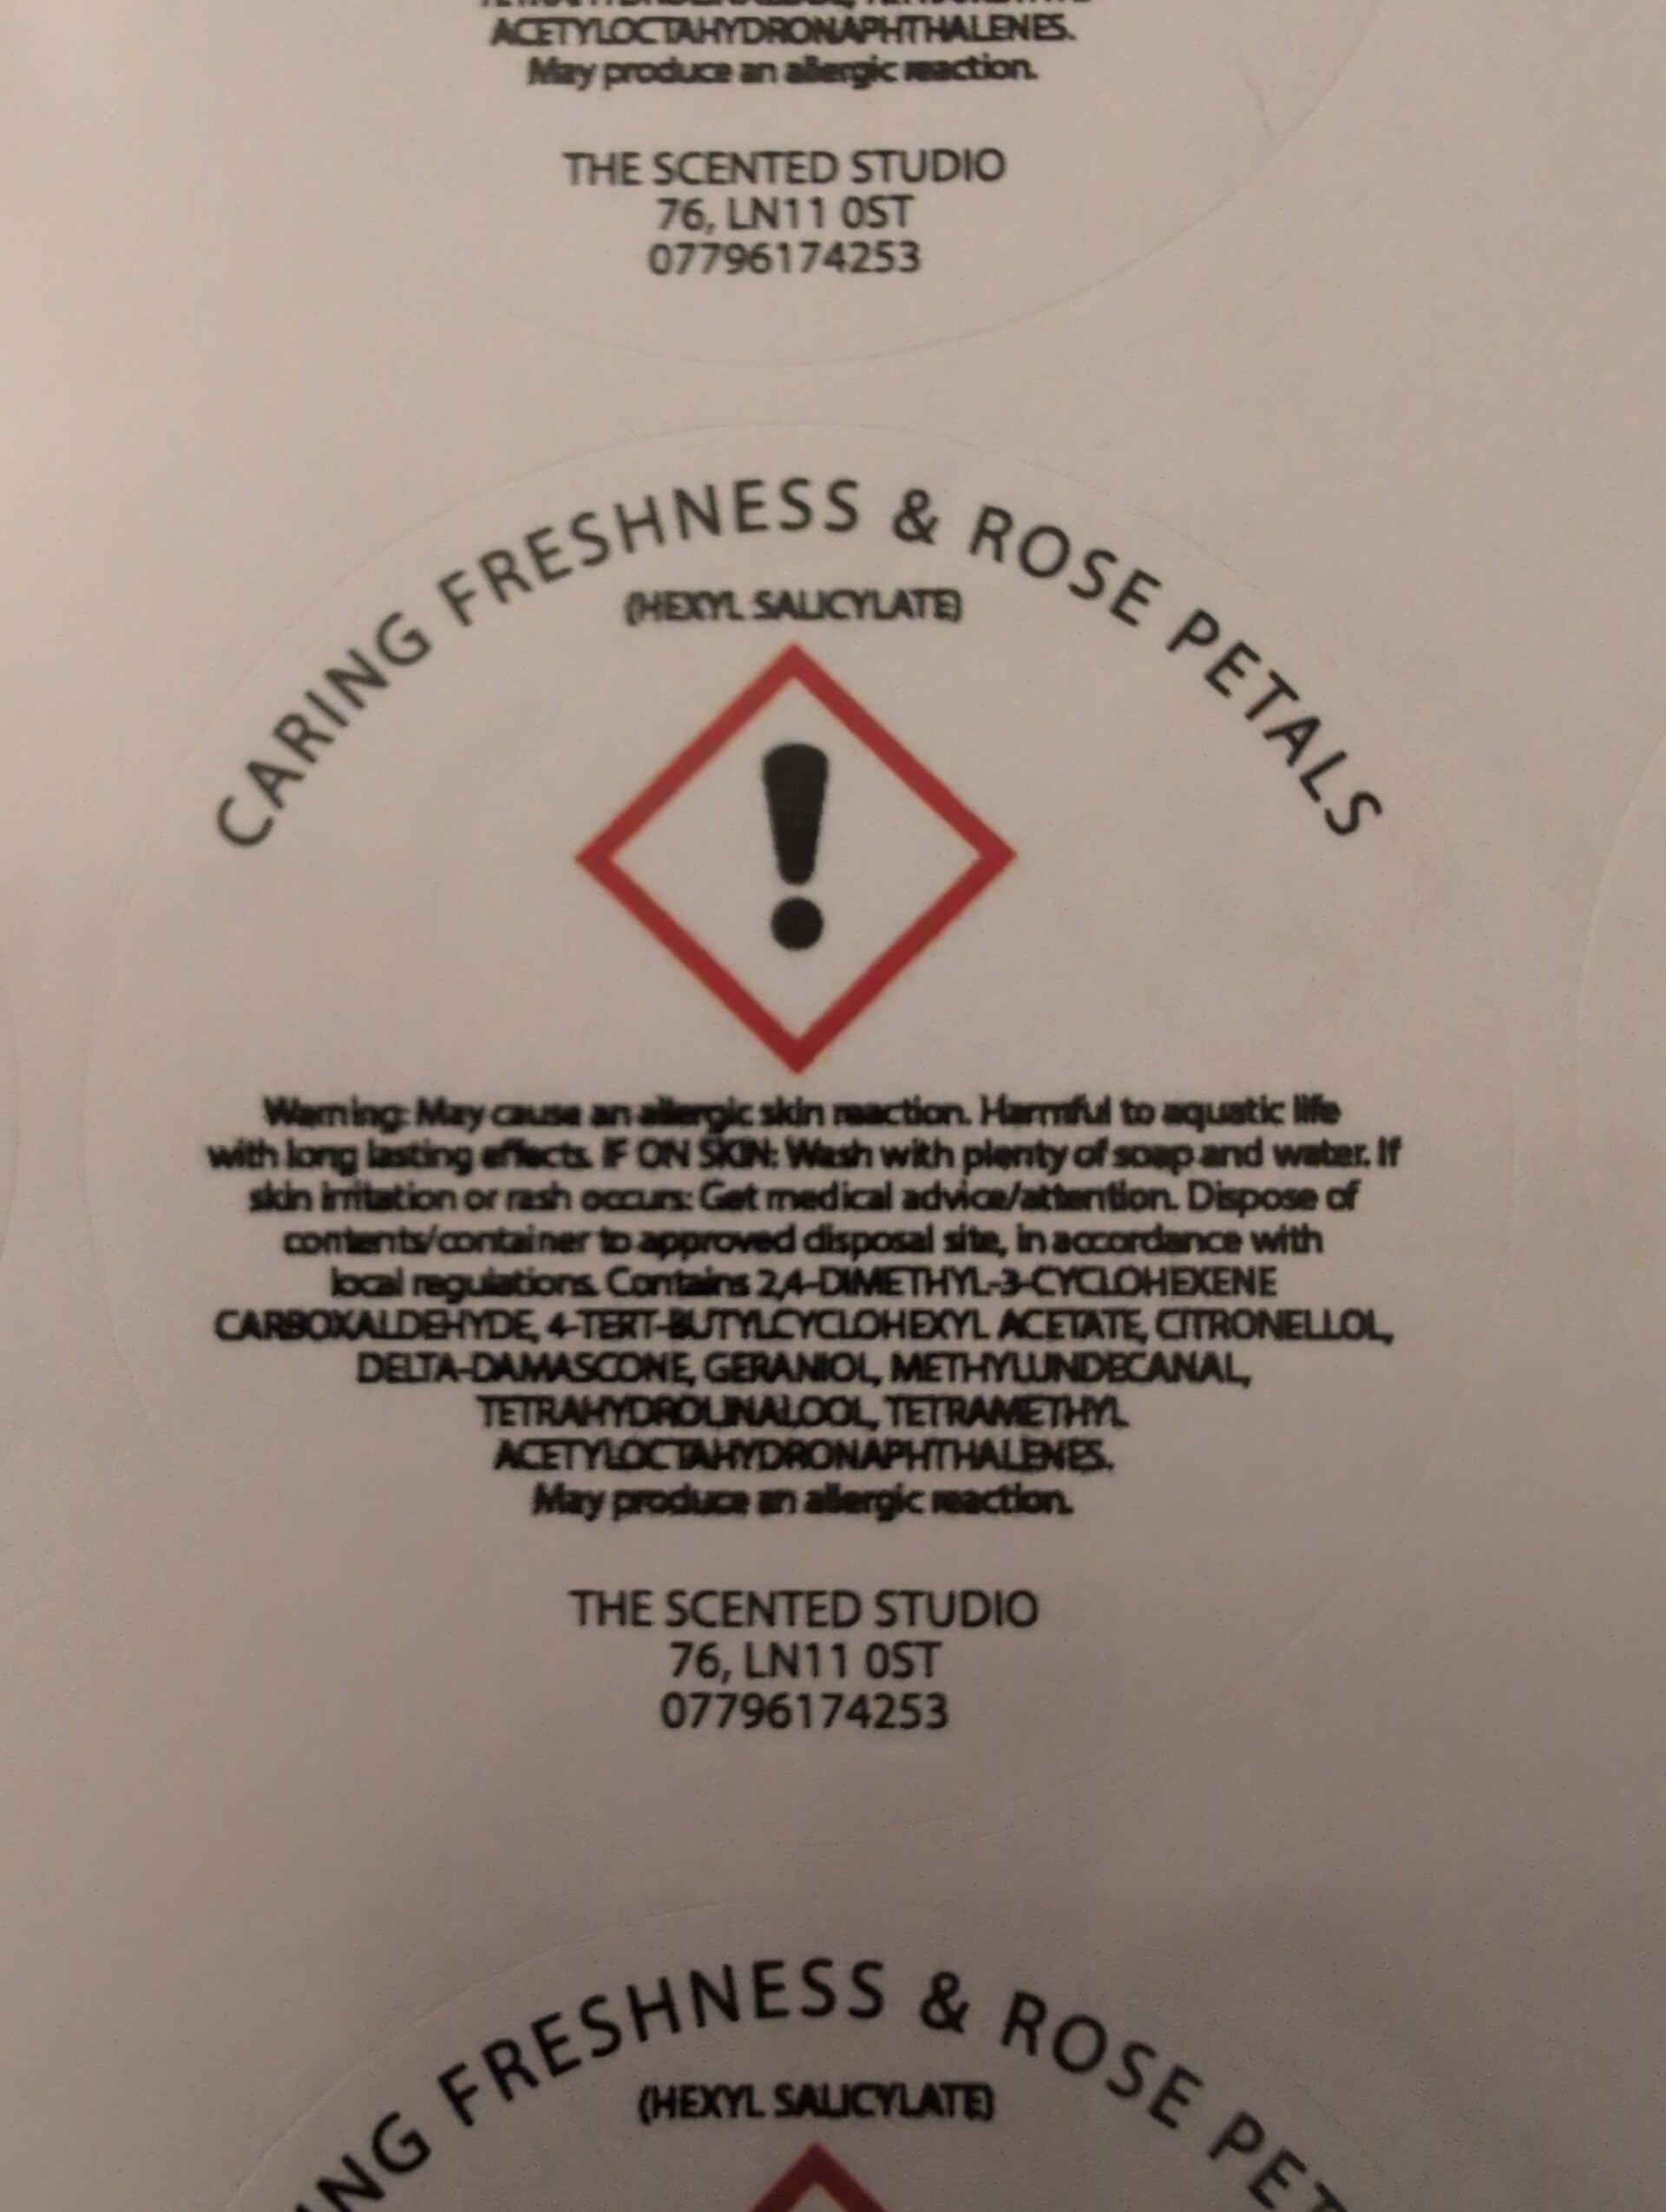 ACETYLOCTAHYDRONAPHTHALENES.
May produce an allergic reaction.
THE SCENTED STUDIO
76, LN11 0ST
07796174253
CARING FRESHNESS & ROSE PETALS
(HEXYL SALICYLATE)
Warning: May cause an allergic skin reaction. Harmful to aquatic life
with long lasting effects. IF ON SKIN: Wash with plenty of soap and water. If
skin irritation or rash occurs: Get medical advice/attention. Dispose of
contents/container to approved disposal site, in accordance with
local regulations. Contains 2,4-DIMETHYL-3-CYCLOHEXENE
CARBOXALDEHYDE, 4-TERT-BUTYLCYCLOHEXYL ACETATE, CITRONELLOL,
DELTA-DAMASCONE, GERANIOL, METHYLUNDECANAL,
TETRAHYDROLINALOOL, TETRAMETHYL
ACETYLOCTAHYDRONAPHTHALENES.
May produce an allergic reaction.
THE SCENTED STUDIO
76, LN11 0ST
07796174253
NG FRESHNESS & ROSE PET
(HEXYL SALICYLATE)